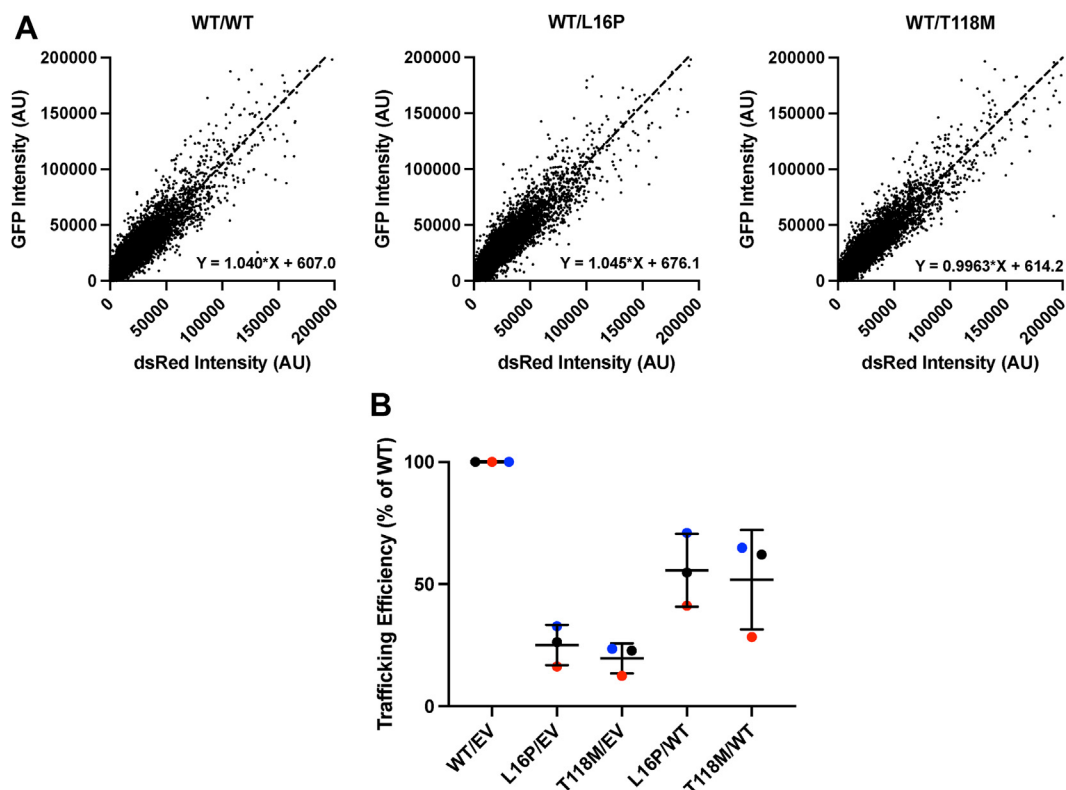 A
WT/WT
WT/L16P
WT/T118M
GFP Intensity (AU)
200000
150000
100000
50000
0
Y = 1.040*X + 607.0
0
50000
100000
150000
200000
dsRed Intensity (AU)
GFP Intensity (AU)
200000
150000
100000
50000
0
Y = 1.045*X + 676.1
0
50000
100000
150000
200000
dsRed Intensity (AU)
GFP Intensity (AU)
200000
150000
100000
50000
0
Y = 0.9963*X + 614.2
0
50000
100000
150000
200000
dsRed Intensity (AU)
B
Trafficking Efficiency (% of WT)
100
50
0
WT/EV
L16P/EV
T118M/EV
L16P/WT
T118M/WT